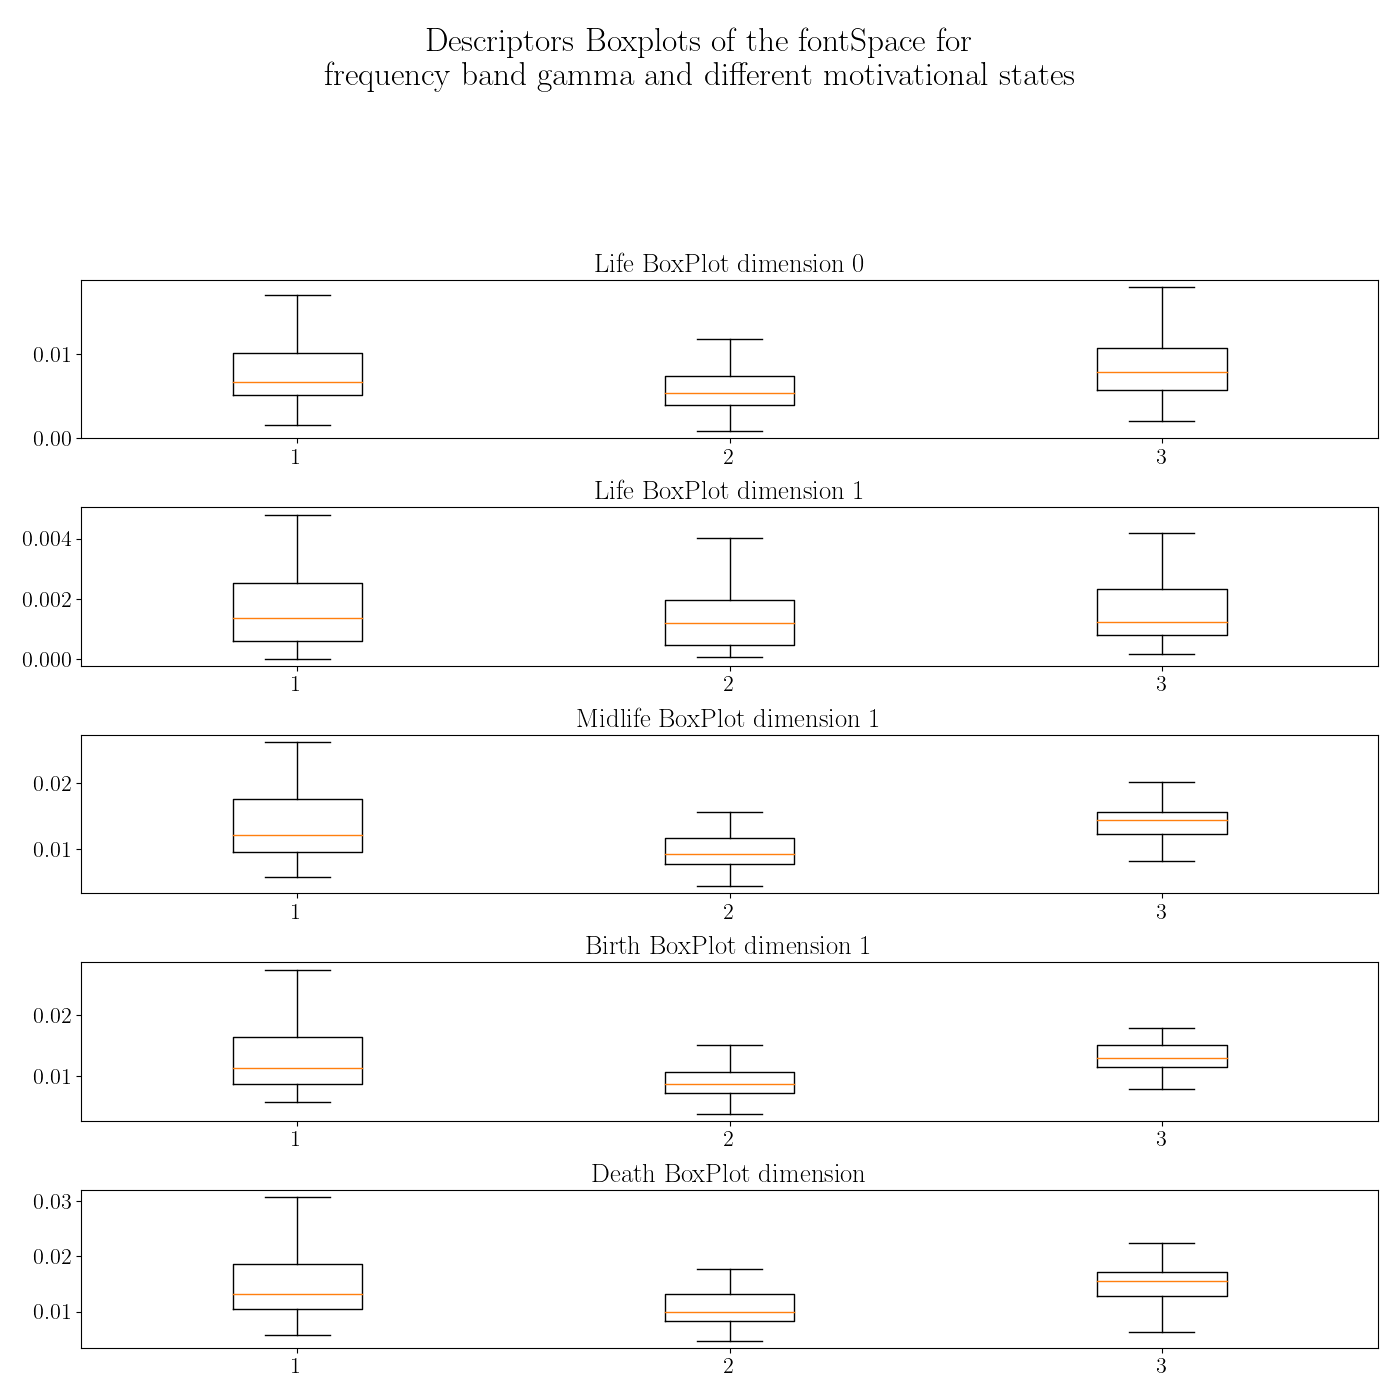 Descriptors Boxplots of the fontSpace for
frequency band gamma and different motivational states
Life BoxPlot dimension 0
0.01
0.00
1 2 3
Life BoxPlot dimension 1
0.004
0.002
0.000
1 2 3
Midlife BoxPlot dimension 1
0.02
0.01
1 2 3
Birth BoxPlot dimension 1
0.02
0.01
1 2 3
Death BoxPlot dimension
0.03
0.02
0.01
1 2 3